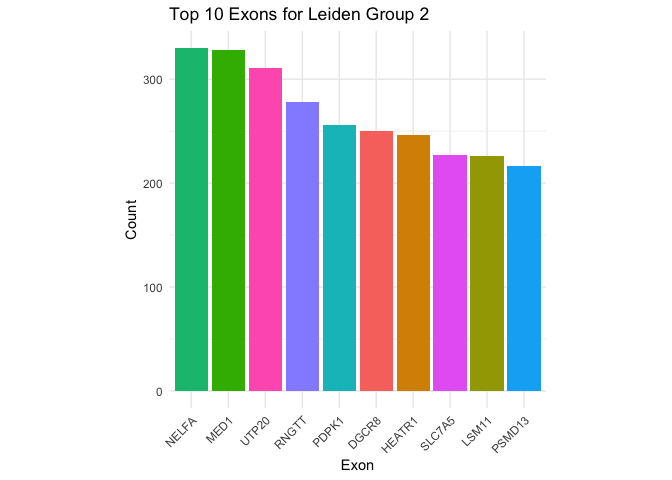 Top 10 Exons for Leiden Group 2
Count
300
200
100
0
NELFA
MED1
UTP20
RNGTT
PDPK1
DGCR8
HEATR1
SLC7A5
LSM11
PSMD13
Exon